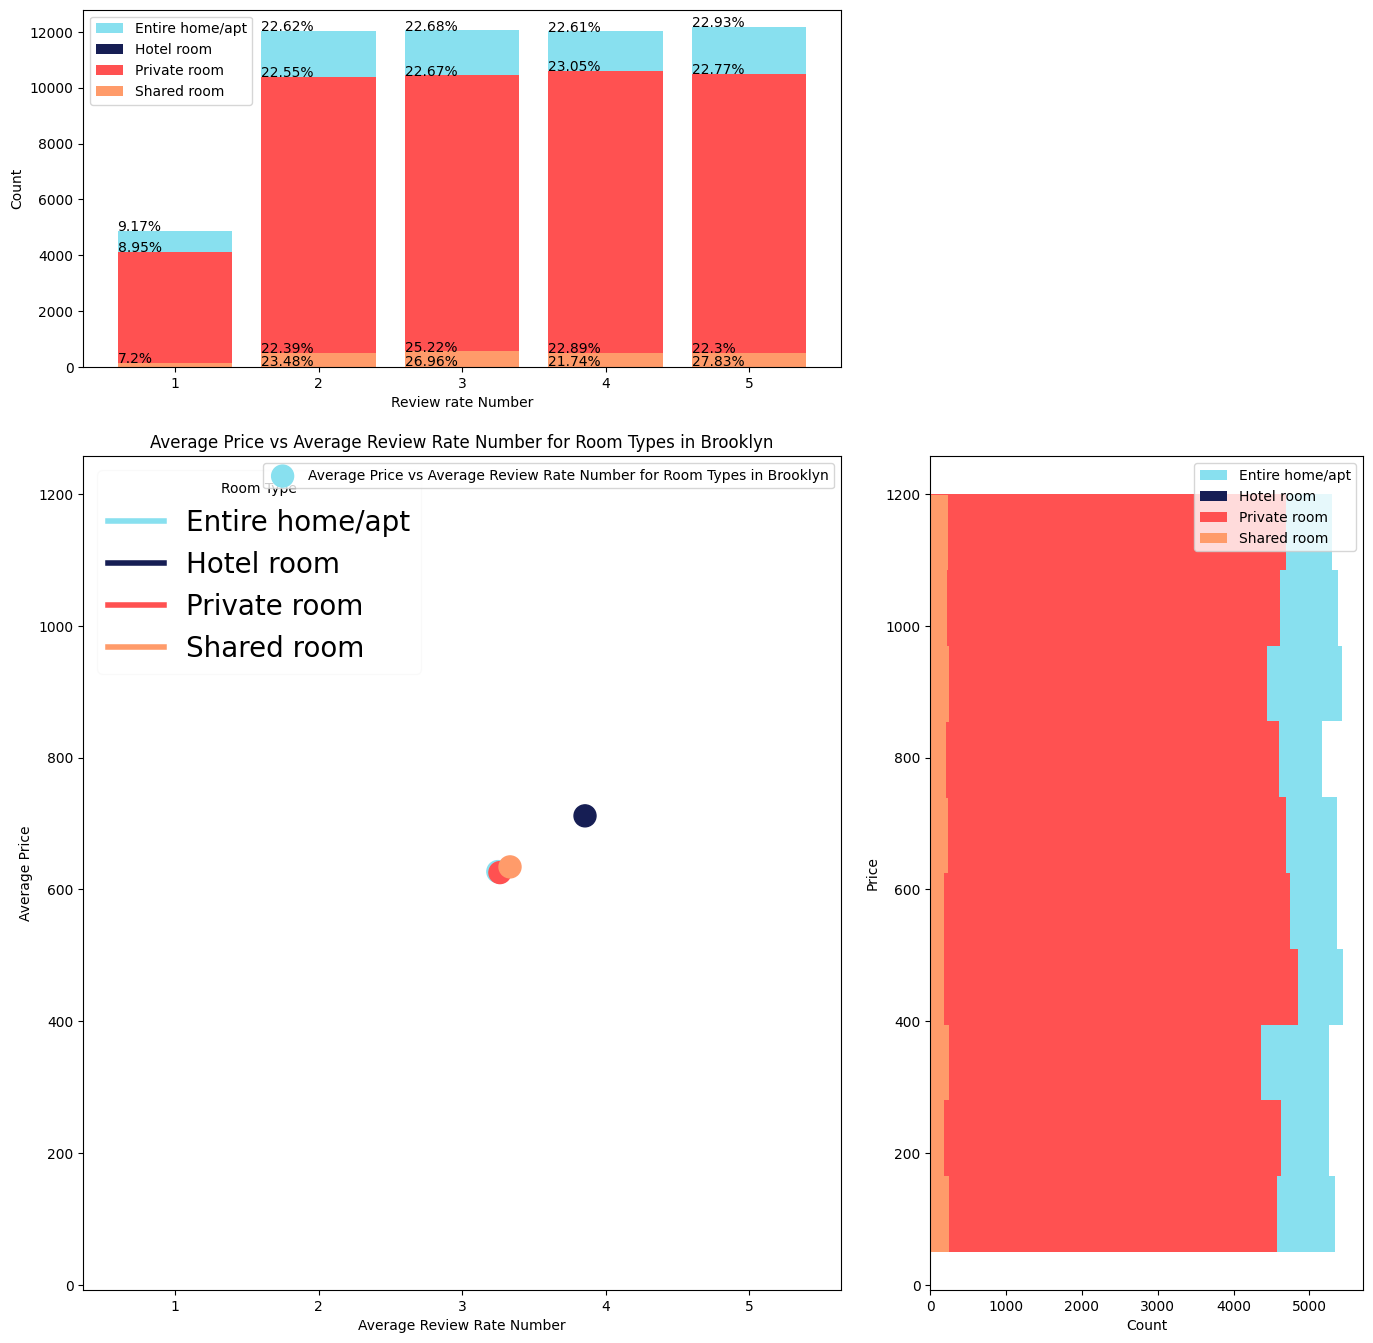 Entire home/apt
Hotel room
Private room
Shared room
22.62%
22.68%
22.61%
22.93%
22.55%
22.67%
23.05%
22.77%
9.17%
8.95%
7.2%
22.39%
25.22%
22.89%
22.3%
23.48%
26.96%
21.74%
27.83%
12000
10000
8000
6000
4000
2000
0
Count
1 2 3 4 5
Review rate Number
Average Price vs Average Review Rate Number for Room Types in Brooklyn
Average Price vs Average Review Rate Number for Room Types in Brooklyn
Room Type
Entire home/apt
Hotel room
Private room
Shared room
1200
1000
800
600
400
200
0
Average Price
1 2 3 4 5
Average Review Rate Number
Entire home/apt
Hotel room
Private room
Shared room
1200
1000
800
600
400
200
0
Price
0 1000 2000 3000 4000 5000
Count